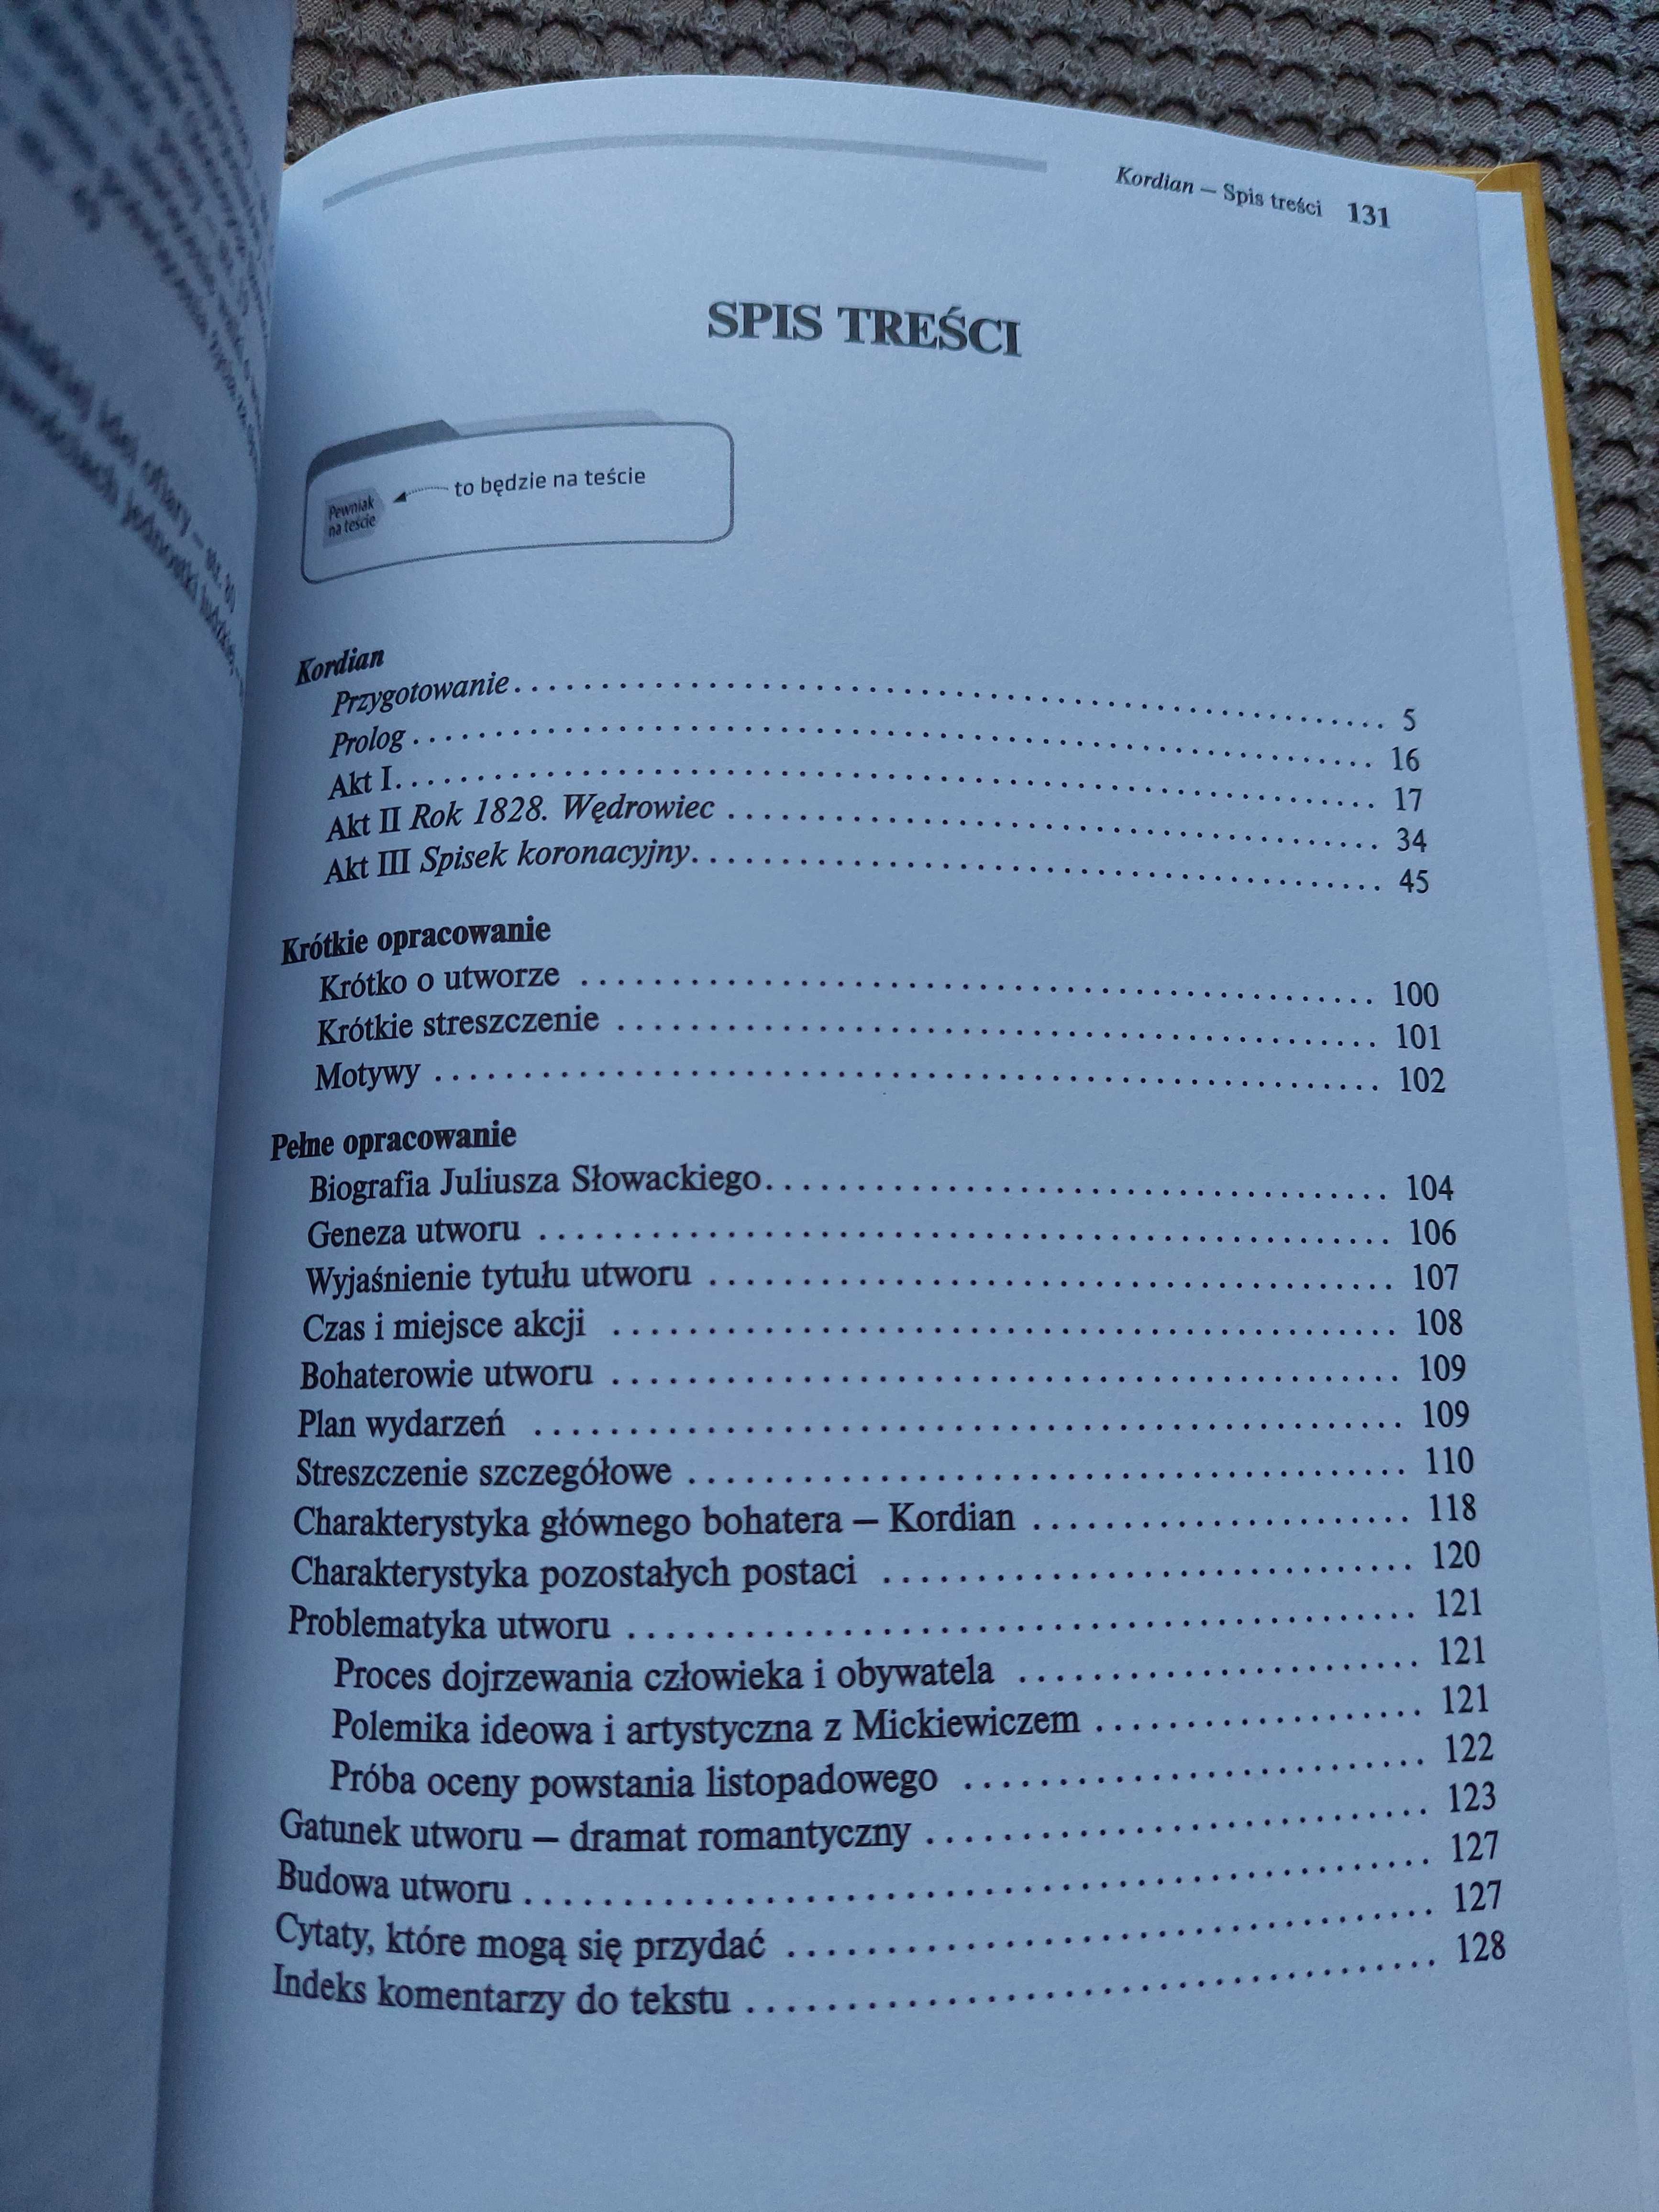 Kordian – Spis treści 131
SPIS TREŚCI
Pewniak
na teście
to będzie na teście
Kordian
Przygotowanie . . . . . . . . . . . . . . . . . . . . 5
Prolog . . . . . . . . . . . . . . . . . . . . 16
Akt I . . . . . . . . . . . . . . . . . . . . 17
Akt II Rok 1828. Wędrowiec . . . . . . . . . . . . . . . . . . . . 34
Akt III Spisek koronacyjny . . . . . . . . . . . . . . . . . . . . 45
Krótkie opracowanie
Krótko o utworze . . . . . . . . . . . . . . . . . . . . 100
Krótkie streszczenie . . . . . . . . . . . . . . . . . . . . 101
Motywy . . . . . . . . . . . . . . . . . . . . 102
Pełne opracowanie
Biografia Juliusza Słowackiego . . . . . . . . . . . . . . . . . . . . 104
Geneza utworu . . . . . . . . . . . . . . . . . . . . 106
Wyjaśnienie tytułu utworu . . . . . . . . . . . . . . . . . . . . 107
Czas i miejsce akcji . . . . . . . . . . . . . . . . . . . . 108
Bohaterowie utworu . . . . . . . . . . . . . . . . . . . . 109
Plan wydarzeń . . . . . . . . . . . . . . . . . . . . 109
Streszczenie szczegółowe . . . . . . . . . . . . . . . . . . . . 110
Charakterystyka głównego bohatera – Kordian . . . . . . . . . . . . . . . . . . . . 118
Charakterystyka pozostałych postaci . . . . . . . . . . . . . . . . . . . . 120
Problematyka utworu . . . . . . . . . . . . . . . . . . . . 121
Proces dojrzewania człowieka i obywatela . . . . . . . . . . . . . . . . . . . . 121
Polemika ideowa i artystyczna z Mickiewiczem . . . . . . . . . . . . . . . . . . 121
Próba oceny powstania listopadowego . . . . . . . . . . . . . . . . . . . . 122
Gatunek utworu – dramat romantyczny . . . . . . . . . . . . . . . . . . . . 123
Budowa utworu . . . . . . . . . . . . . . . . . . . . 127
Cytaty, które mogą się przydać . . . . . . . . . . . . . . . . . . . . 127
Indeks komentarzy do tekstu . . . . . . . . . . . . . . . . . . . . 128